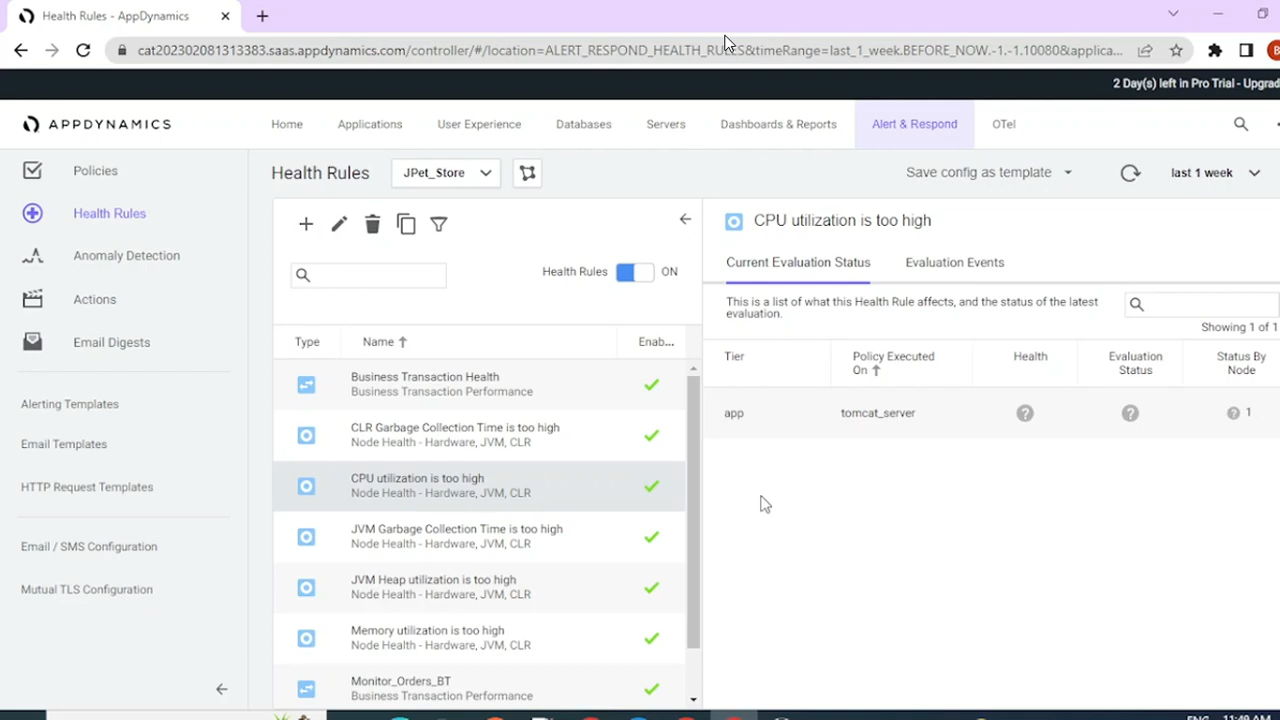 Health Rules - AppDynamics
cat202302081313383.saas.appdynamics.com/controller/#/location=ALERT_RESPOND_HEALTH_RULES&timeRange=last_1_week.BEFORE_NOW.-1.-1.10080&applica...
B
2 Day(s) left in Pro Trial - Upgrad
APPDYNAMICS
Home
Applications
User Experience
Databases
Servers
Dashboards & Reports
Alert & Respond
OTel
Policies
Health Rules
Anomaly Detection
Actions
Email Digests
Alerting Templates
Email Templates
HTTP Request Templates
Email / SMS Configuration
Mutual TLS Configuration
Health Rules
JPet_Store
Save config as template
last 1 week
Health Rules
ON
Type
Name
Enab...
Business Transaction Health
Business Transaction Performance
CLR Garbage Collection Time is too high
Node Health - Hardware, JVM, CLR
CPU utilization is too high
Node Health - Hardware, JVM, CLR
JVM Garbage Collection Time is too high
Node Health - Hardware, JVM, CLR
JVM Heap utilization is too high
Node Health - Hardware, JVM, CLR
Memory utilization is too high
Node Health - Hardware, JVM, CLR
Monitor_Orders_BT
Business Transaction Performance
CPU utilization is too high
Current Evaluation Status
Evaluation Events
This is a list of what this Health Rule affects, and the status of the latest
evaluation.
Showing 1 of 1
Tier
Policy Executed
On
Health
Evaluation
Status
Status By
Node
app
tomcat_server
1
ENG
11:49 AM